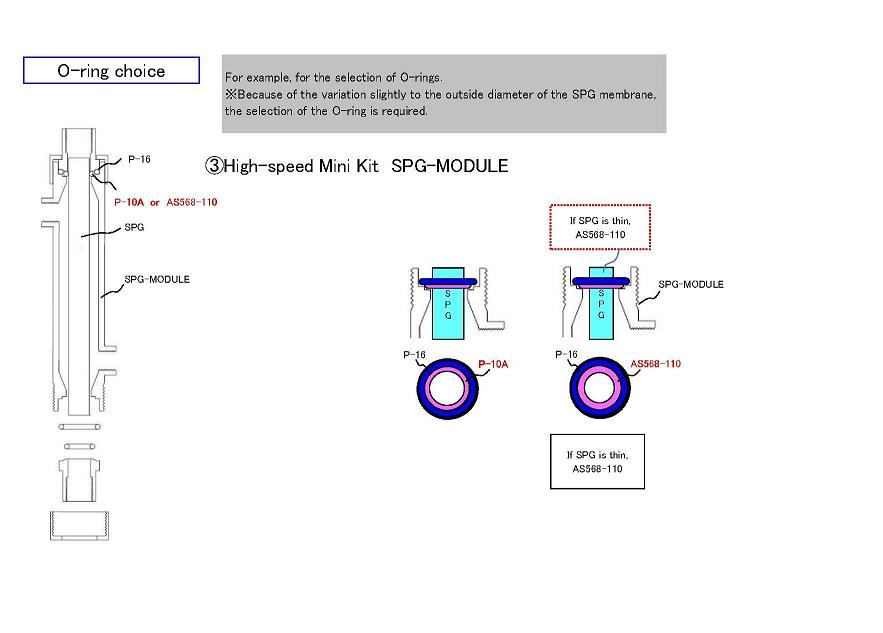 O-ring choice
For example, for the selection of O-rings.
※Because of the variation slightly to the outside diameter of the SPG membrane,
the selection of the O-ring is required.
③High-speed Mini Kit SPG-MODULE
P-16
P-10A or AS568-110
SPG
SPG-MODULE
If SPG is thin,
AS568-110
SPG
SPG
SPG-MODULE
P-16
P-10A
P-16
AS568-110
If SPG is thin,
AS568-110